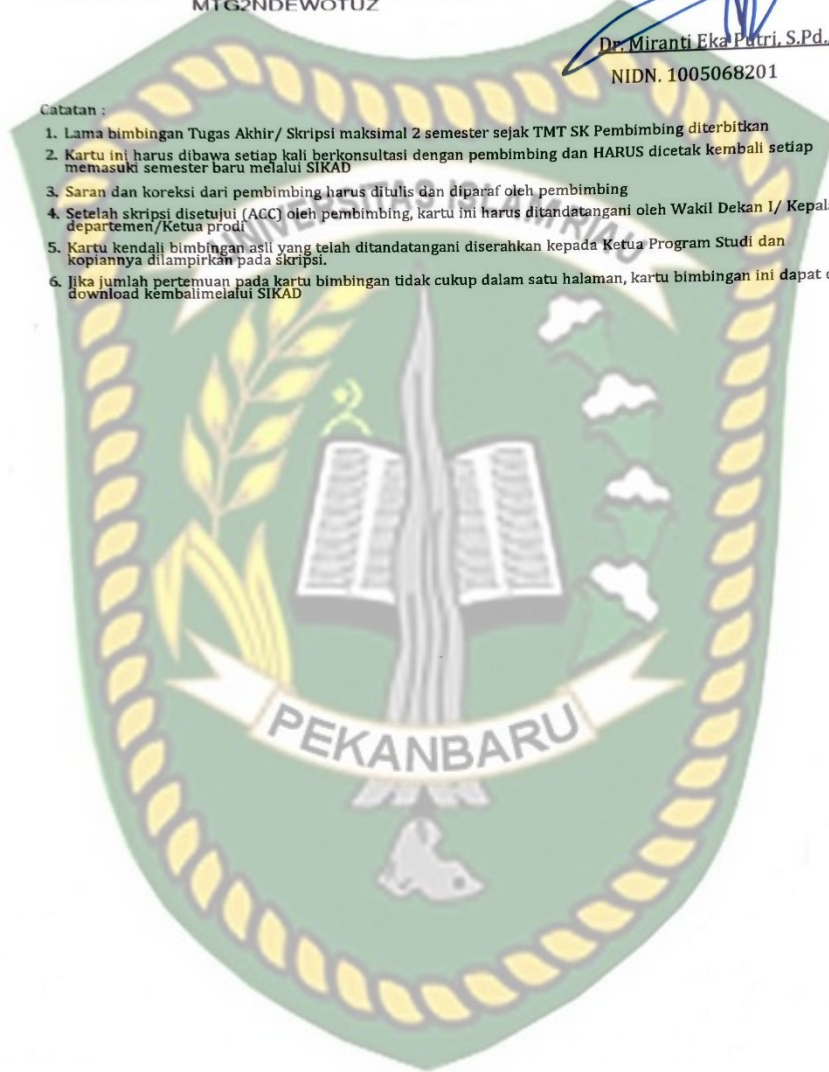 MTG2NDEWOTUZ
Dr. Miranti Eka Putri, S.Pd.,
NIDN. 1005068201
Catatan :
1. Lama bimbingan Tugas Akhir/ Skripsi maksimal 2 semester sejak TMT SK Pembimbing diterbitkan
2. Kartu ini harus dibawa setiap kali berkonsultasi dengan pembimbing dan HARUS dicetak kembali setiap
memasuki semester baru melalui SIKAD
3. Saran dan koreksi dari pembimbing harus ditulis dan diparaf oleh pembimbing
4. Setelah skripsi disetujui (ACC) oleh pembimbing, kartu ini harus ditandatangani oleh Wakil Dekan I/ Kepala
departemen/Ketua prodi
5. Kartu kendali bimbingan asli yang telah ditandatangani diserahkan kepada Ketua Program Studi dan
kopiannya dilampirkan pada skripsi.
6. Jika jumlah pertemuan pada kartu bimbingan tidak cukup dalam satu halaman, kartu bimbingan ini dapat
download kembalimelalui SIKAD
UNIVERSITAS ISLAM RIAU
PEKANBARU